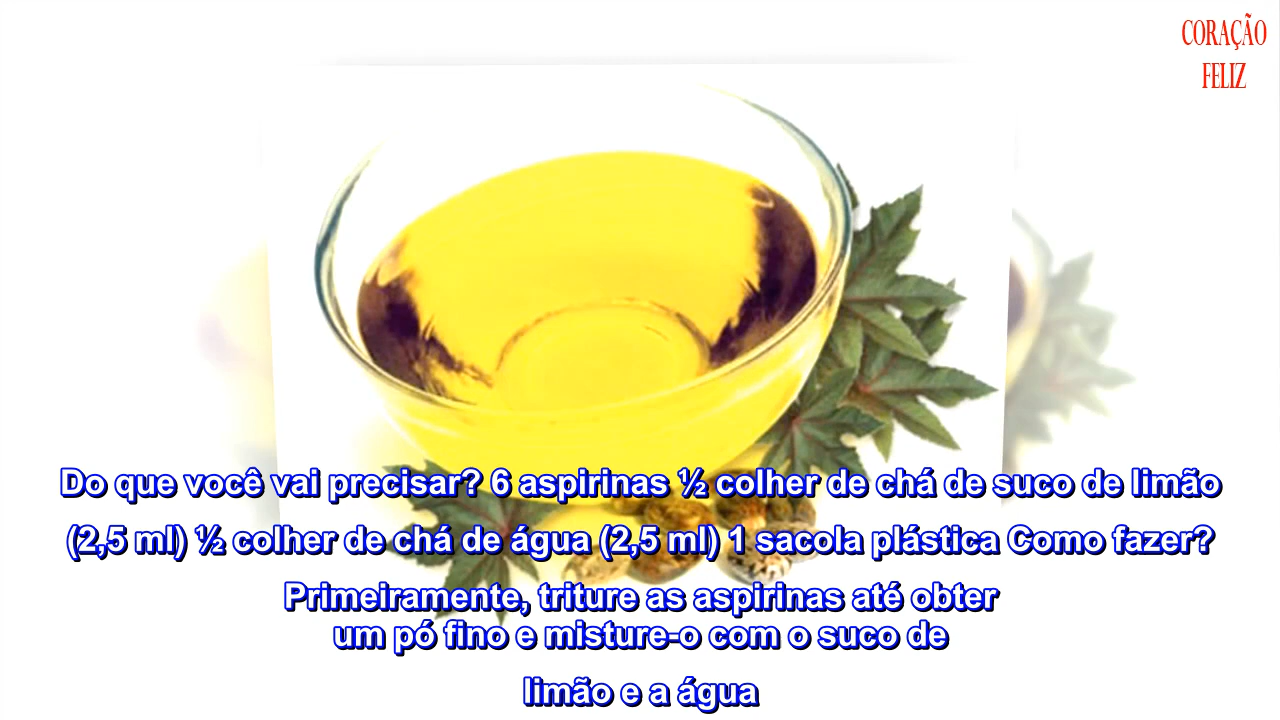 CORAÇÃO
FELIZ
Do que você vai precisar? 6 aspirinas ½ colher de chá de suco de limão
(2,5 ml) ½ colher de chá de água (2,5 ml) 1 sacola plástica Como fazer?
Primeiramente, triture as aspirinas até obter
um pó fino e misture-o com o suco de
limão e a água